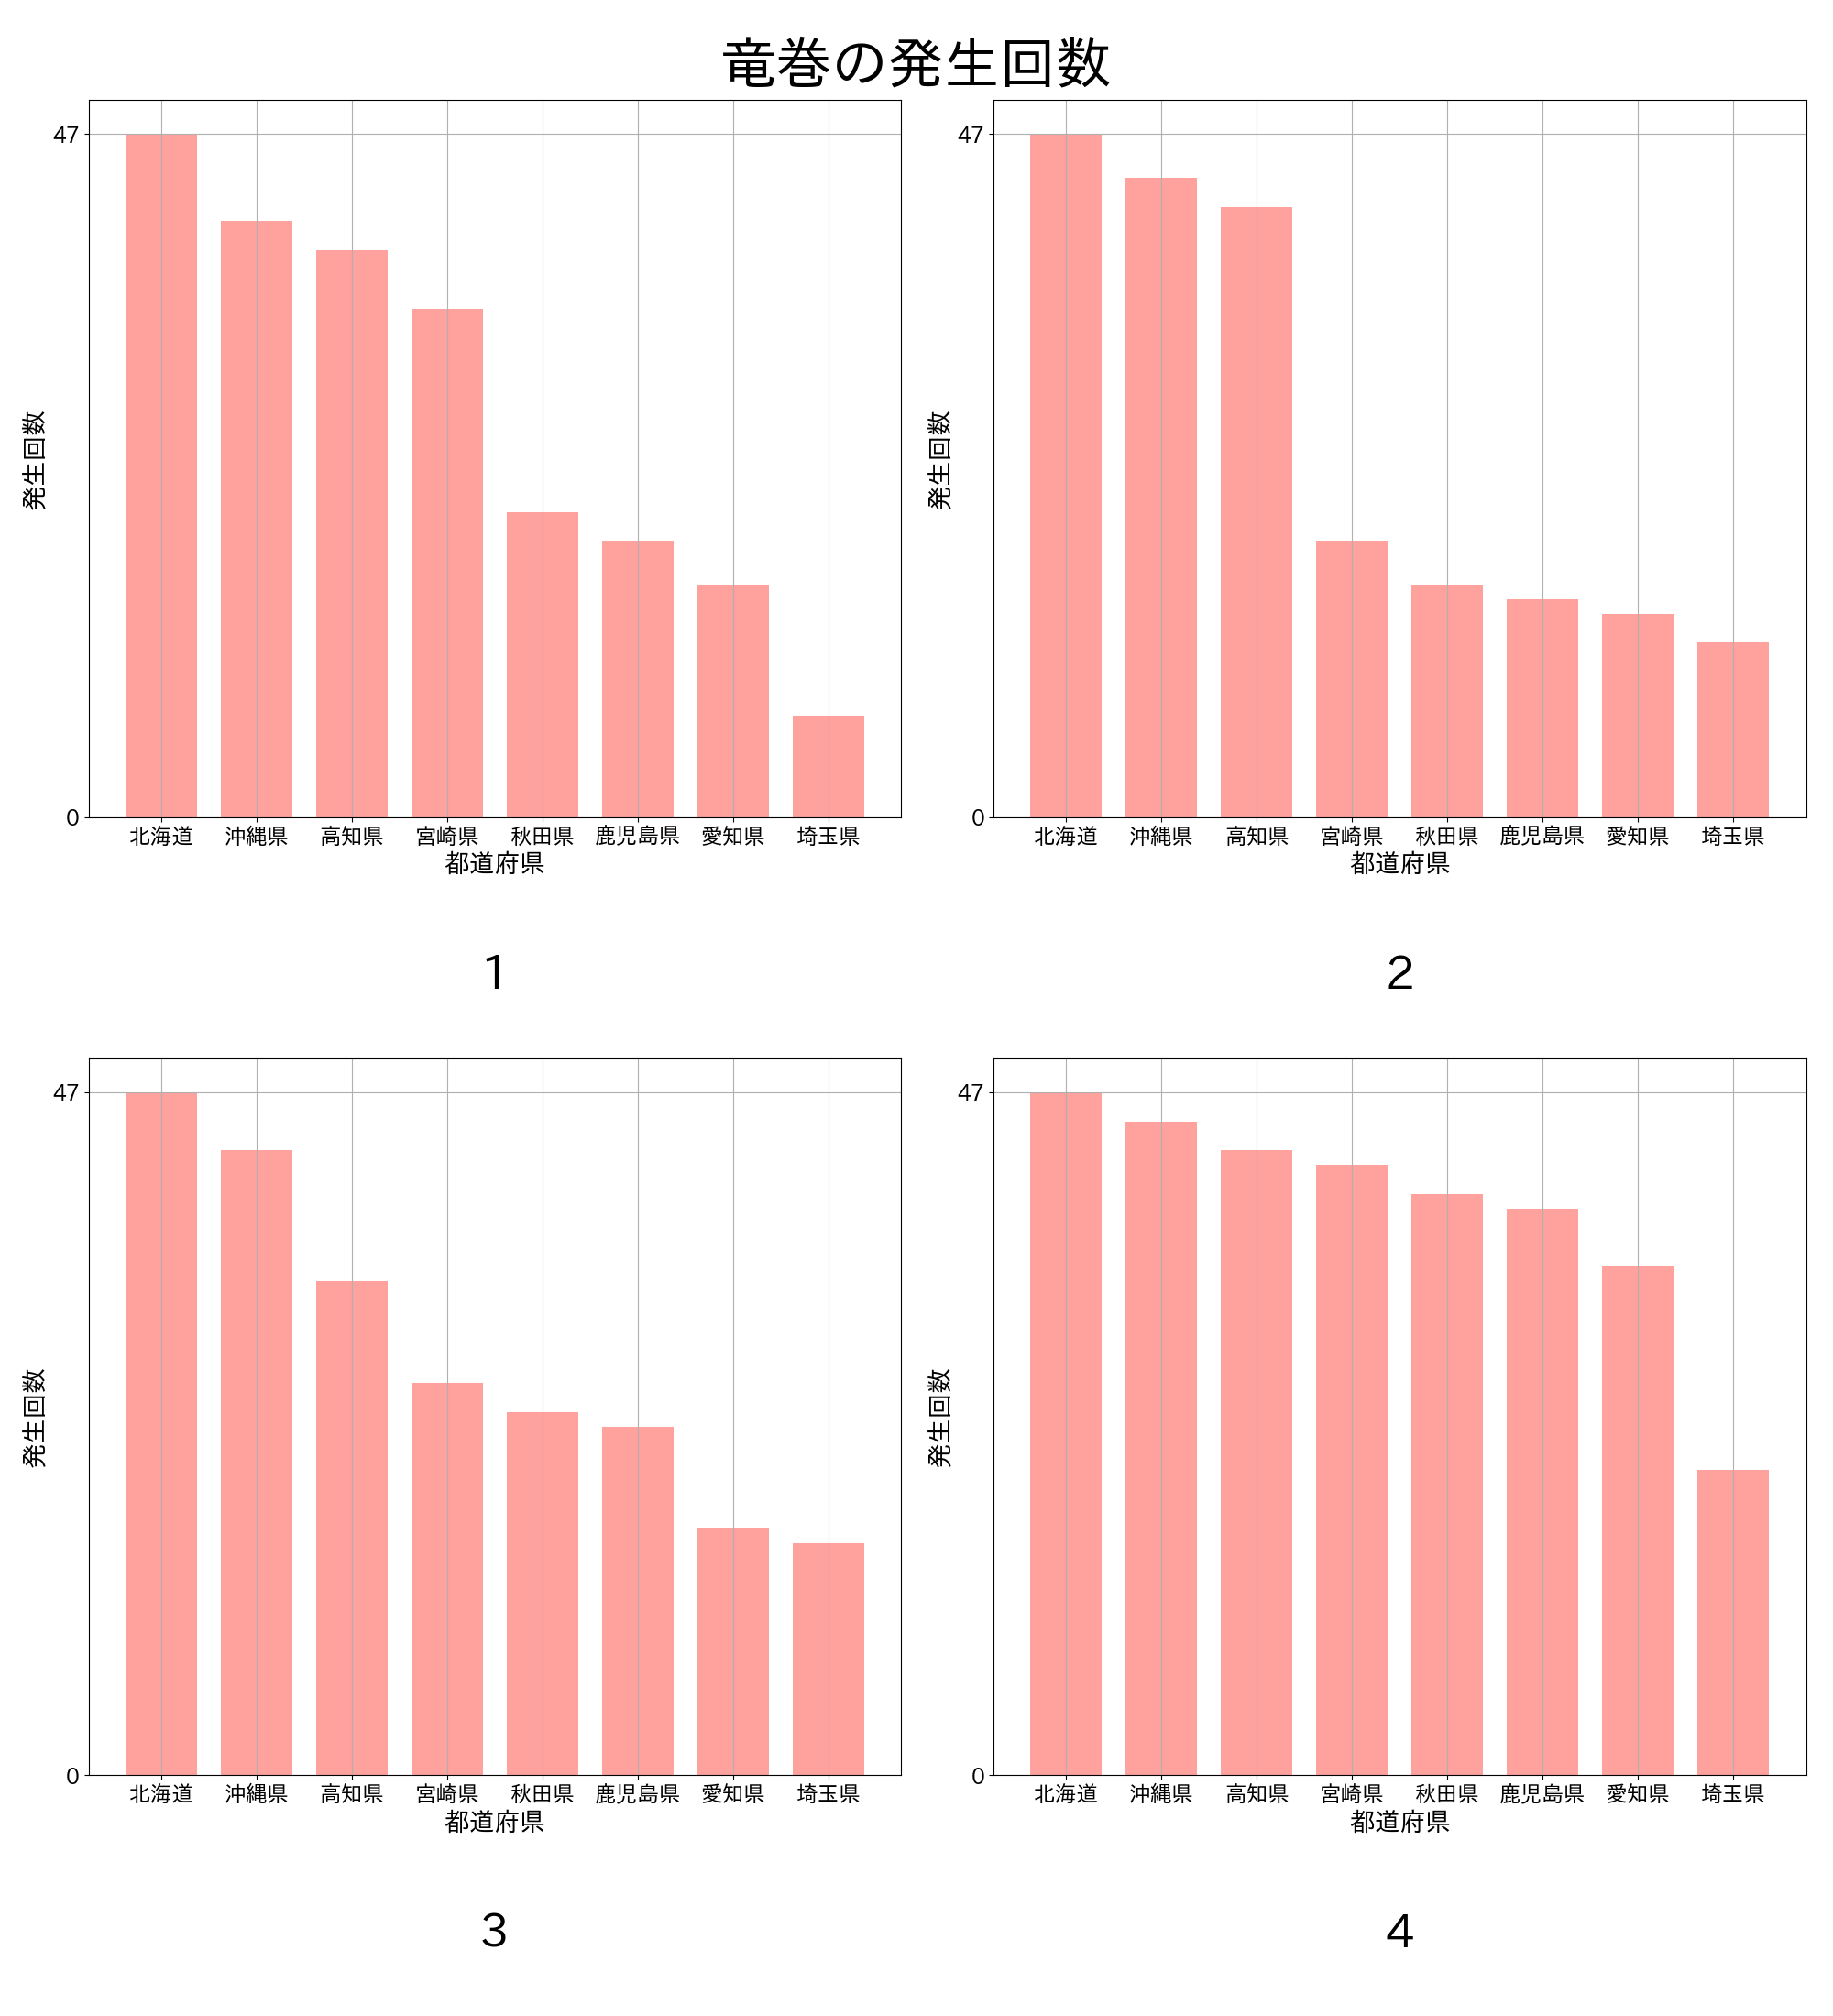 竜巻の発生回数
47
0
発生回数
北海道 沖縄県 高知県 宮崎県 秋田県 鹿児島県 愛知県 埼玉県
都道府県
1
47
0
発生回数
北海道 沖縄県 高知県 宮崎県 秋田県 鹿児島県 愛知県 埼玉県
都道府県
2
47
0
発生回数
北海道 沖縄県 高知県 宮崎県 秋田県 鹿児島県 愛知県 埼玉県
都道府県
3
47
0
発生回数
北海道 沖縄県 高知県 宮崎県 秋田県 鹿児島県 愛知県 埼玉県
都道府県
4